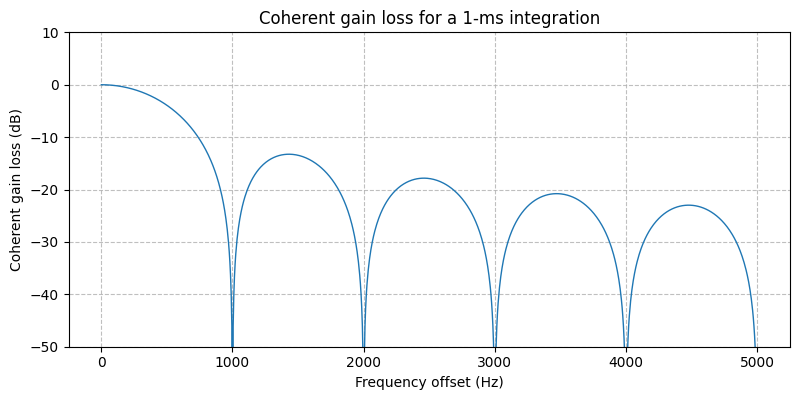 Coherent gain loss for a 1-ms integration
Coherent gain loss (dB)
10
0
−10
−20
−30
−40
−50
0 1000 2000 3000 4000 5000
Frequency offset (Hz)